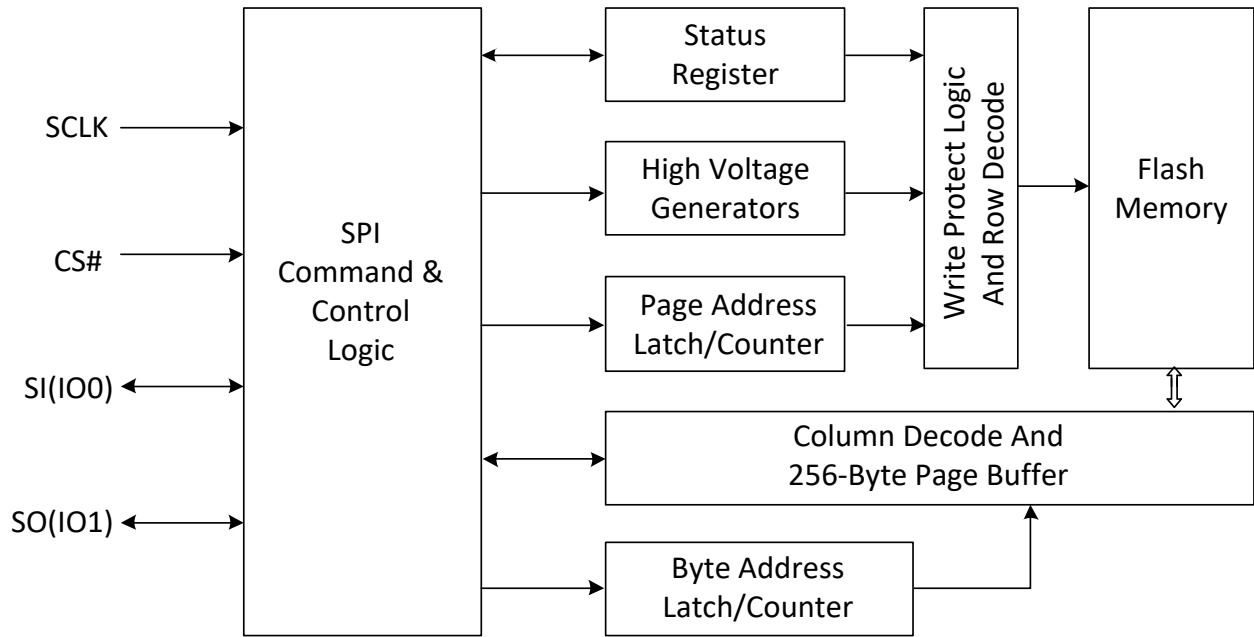 SCLK
CS#
SI(IO0)
SO(IO1)
SPI
Command &
Control
Logic
Status
Register
High Voltage
Generators
Page Address
Latch/Counter
Write Protect Logic
And Row Decode
Flash
Memory
Column Decode And
256-Byte Page Buffer
Byte Address
Latch/Counter